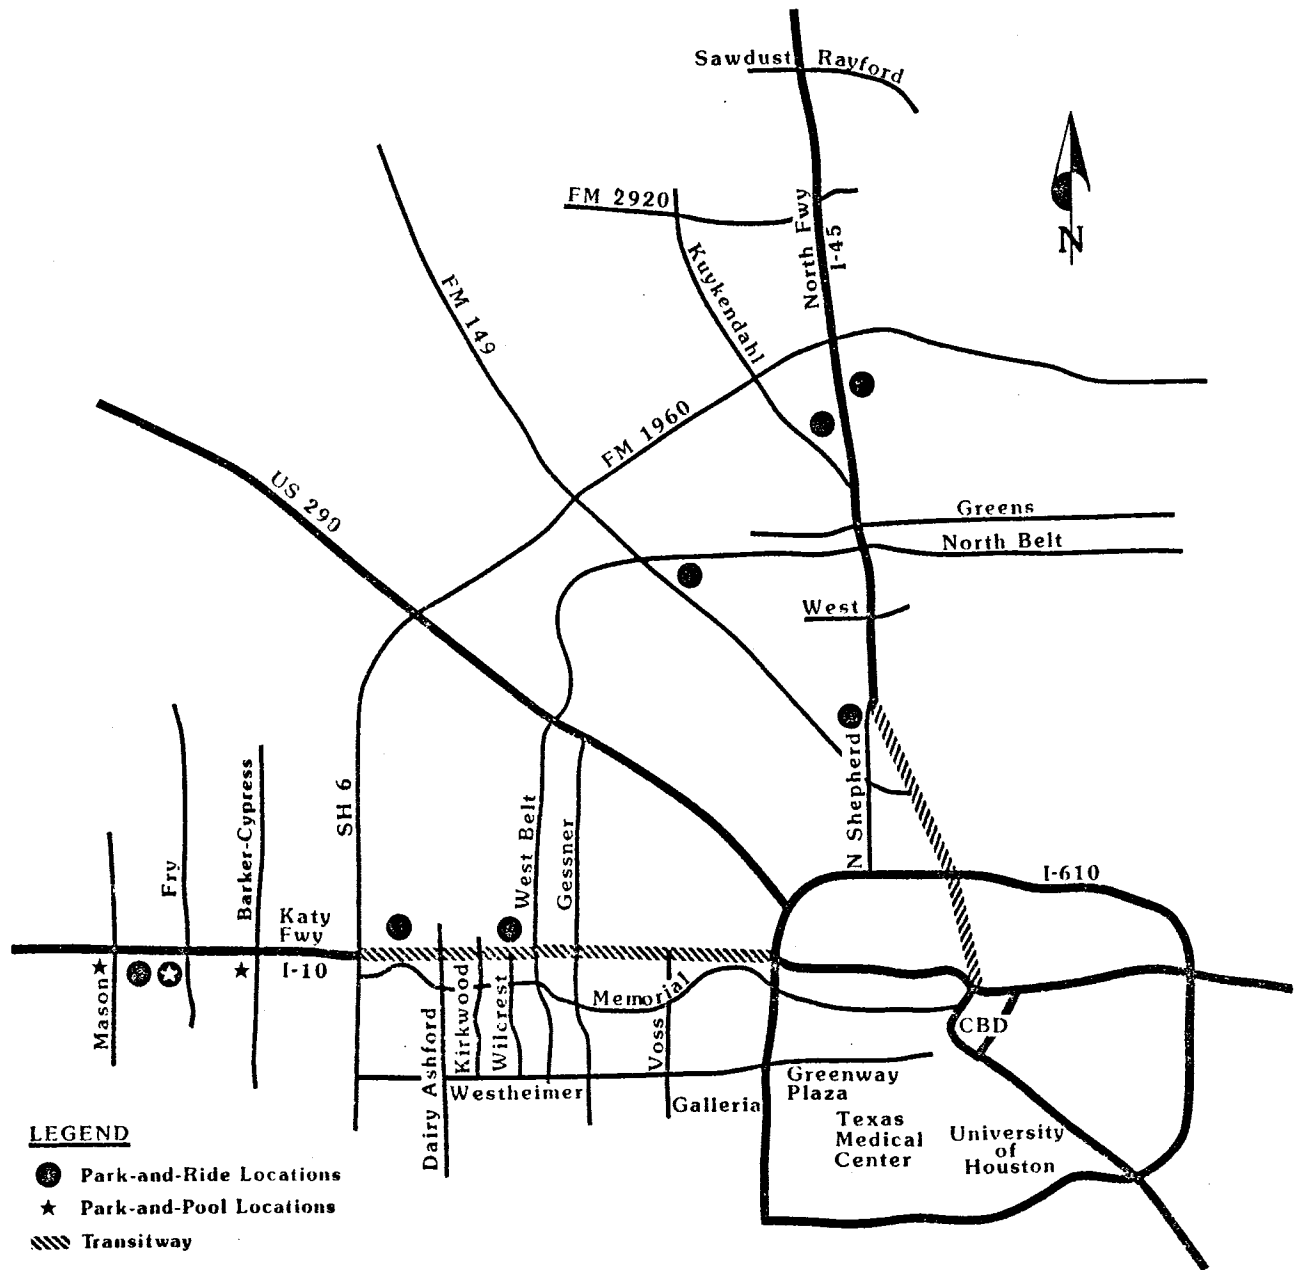 Sawdust Rayford
FM 2920
North Fwy
I-45
N
Kuykendahl
FM 149
FM 1960
US 290
Greens
North Belt
West
N Shepherd
SH 6
West Belt
Gessner
Barker-Cypress
Fry
Mason
Katy
Fwy
I-10
I-610
Memorial
Kirkwood
Wilcrest
Voss
Dairy Ashford
CBD
Westheimer
Galleria
Greenway
Plaza
Texas
Medical
Center
University
of
Houston
LEGEND
Park-and-Ride Locations
Park-and-Pool Locations
Transitway